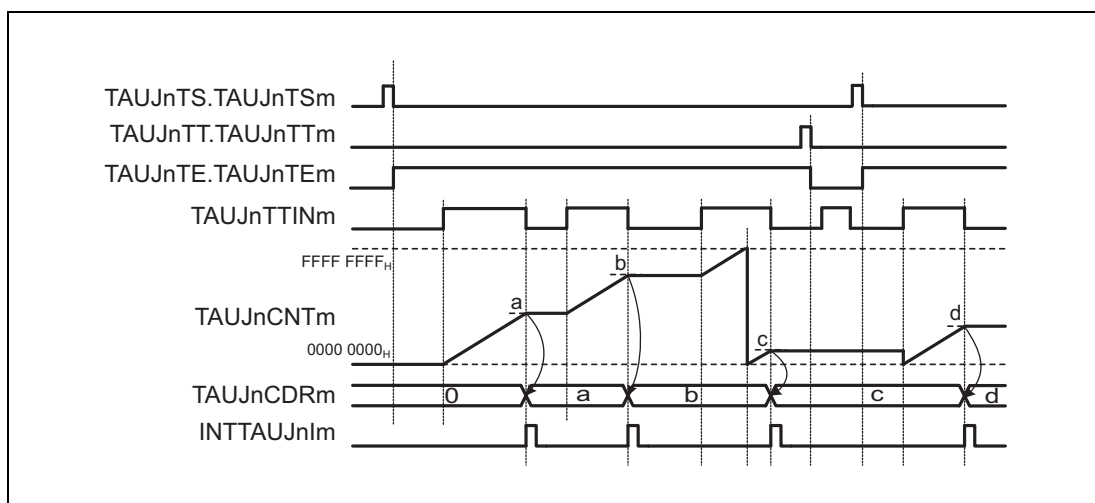 TAUJnTS.TAUJnTSm
TAUJnTT.TAUJnTTm
TAUJnTE.TAUJnTEm
TAUJnTTINm
FFFF FFFFH
b
a
d
TAUJnCNTm
c
0000 0000H
TAUJnCDRm 0 a b c d
INTTAUJnIm